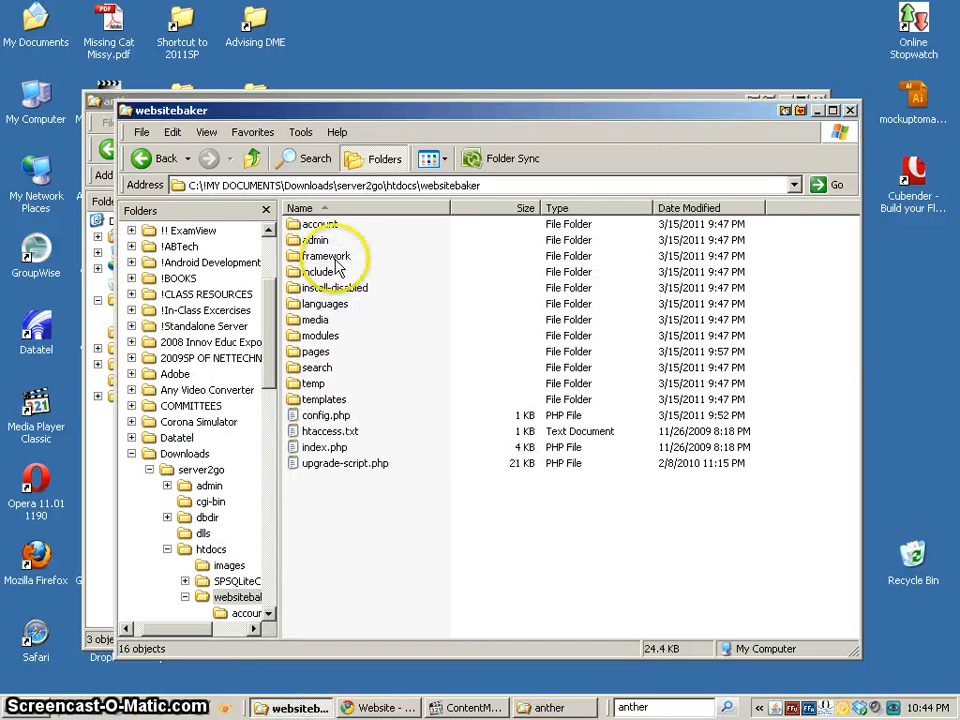 My Documents
Missing Cat
Missy.pdf
Shortcut to
2011SP
Advising DME
Online
Stopwatch
My Computer
mockuptoma...
My Network
Places
Cubender -
Build your Fl...
GroupWise
Datatel
Media Player
Classic
Opera 11.01
1190
Mozilla Firefox
Recycle Bin
Safari
websitebaker
File Edit View Favorites Tools Help
Back Search Folders Folder Sync
Address C:\!MY DOCUMENTS\Downloads\server2go\htdocs\websitebaker Go
Folders
!! ExamView
!ABTech
!Android Development
!BOOKS
!CLASS RESOURCES
!In-Class Excercises
!Standalone Server
2008 Innov Educ Expo
2009SP OF NETTECHN
Adobe
Any Video Converter
COMMITTEES
Corona Simulator
Datatel
Downloads
server2go
admin
cgi-bin
dbdir
dlls
htdocs
images
SPSQLiteC
websitebal
accour
Name Size Type Date Modified
account File Folder 3/15/2011 9:47 PM
admin File Folder 3/15/2011 9:47 PM
framework File Folder 3/15/2011 9:47 PM
include File Folder 3/15/2011 9:47 PM
install-disabled File Folder 3/15/2011 9:47 PM
languages File Folder 3/15/2011 9:47 PM
media File Folder 3/15/2011 9:47 PM
modules File Folder 3/15/2011 9:47 PM
pages File Folder 3/15/2011 9:57 PM
search File Folder 3/15/2011 9:47 PM
temp File Folder 3/15/2011 9:47 PM
templates File Folder 3/15/2011 9:47 PM
config.php 1 KB PHP File 3/15/2011 9:52 PM
htaccess.txt 1 KB Text Document 11/26/2009 8:18 PM
index.php 4 KB PHP File 11/26/2009 8:18 PM
upgrade-script.php 21 KB PHP File 2/8/2010 11:15 PM
3 obje
16 objects 24.4 KB My Computer
Screencast-O-Matic.com websiteb... Website - ... ContentM... anther anther 10:44 PM